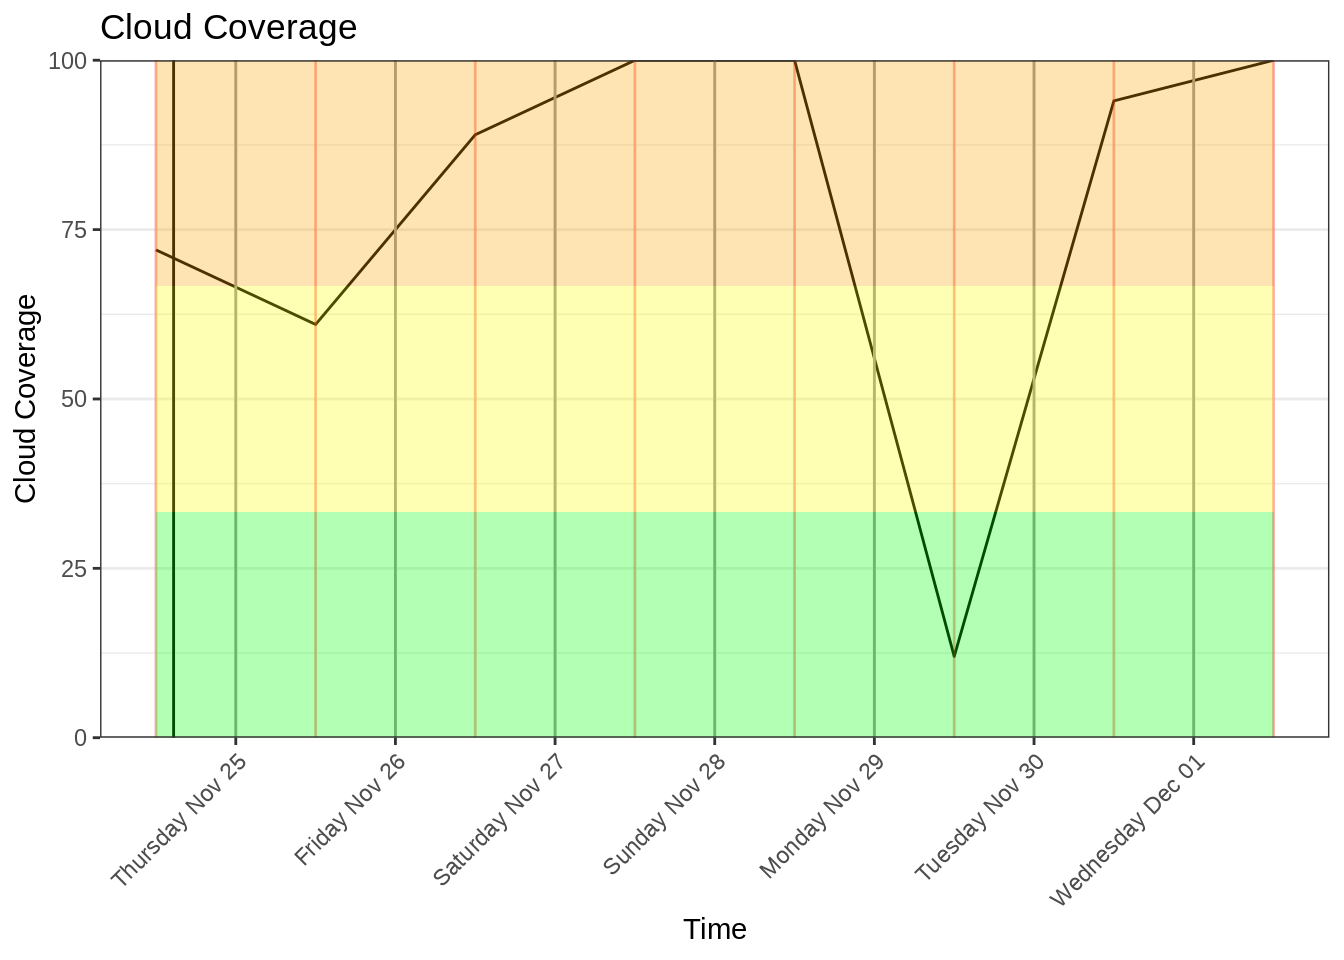 Cloud Coverage
Cloud Coverage
100
75
50
25
0
Thursday Nov 25
Friday Nov 26
Saturday Nov 27
Sunday Nov 28
Monday Nov 29
Tuesday Nov 30
Wednesday Dec 01
Time